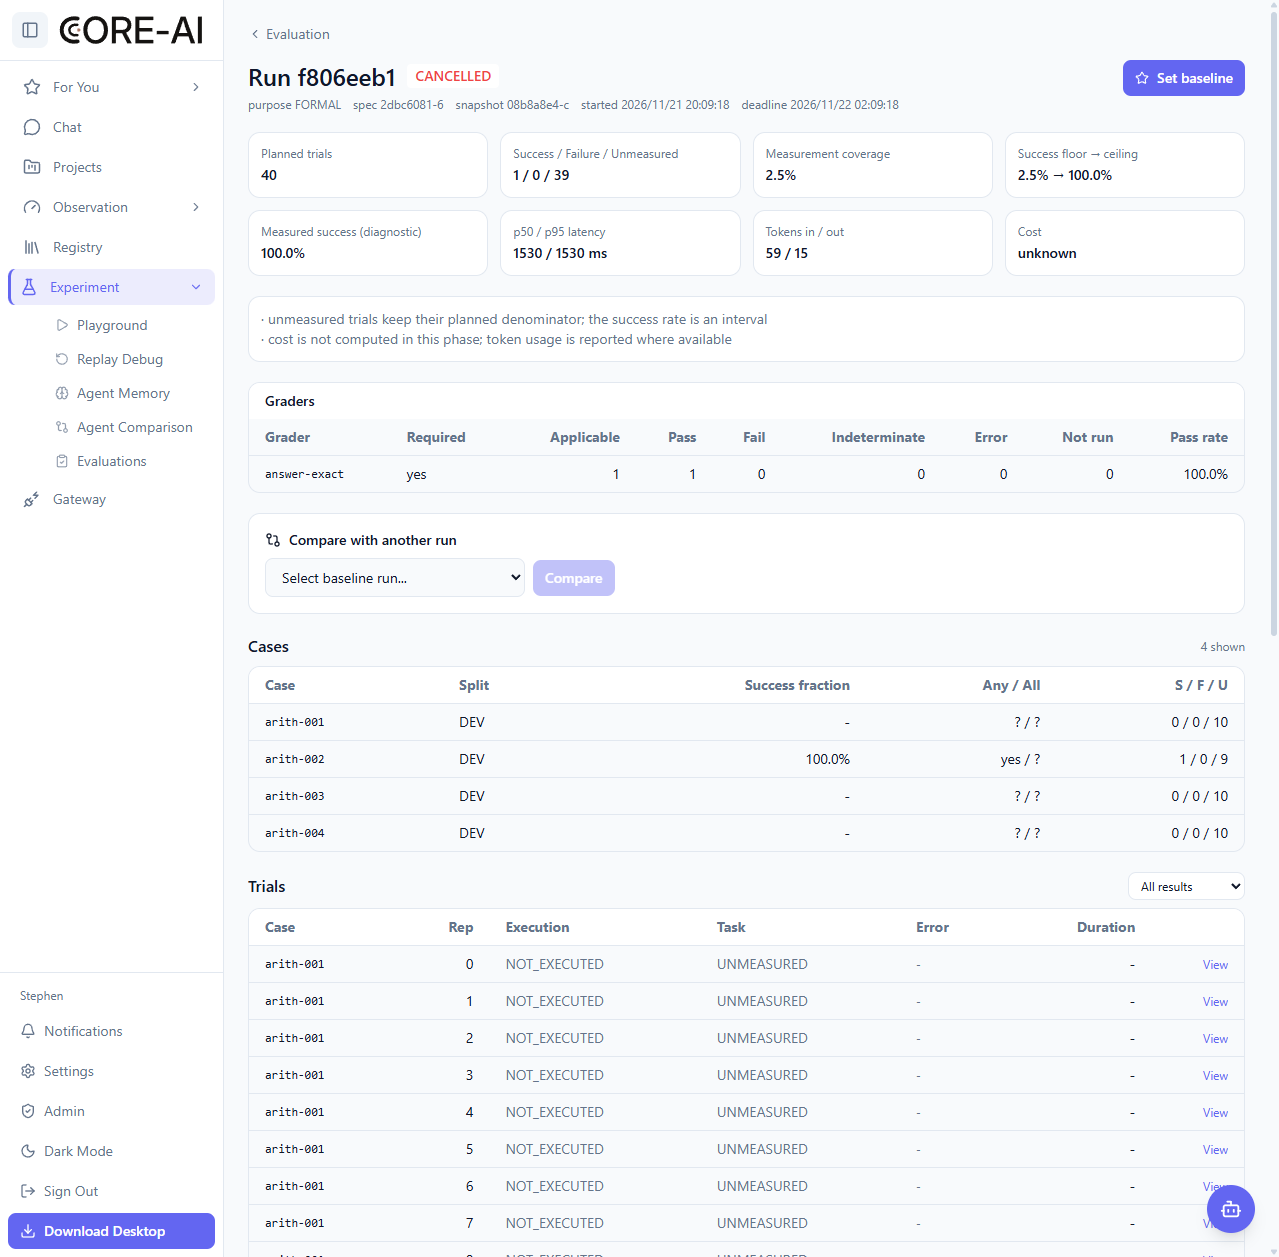 CORE-AI
For You
Chat
Projects
Observation
Registry
Experiment
Playground
Replay Debug
Agent Memory
Agent Comparison
Evaluations
Gateway
Stephen
Notifications
Settings
Admin
Dark Mode
Sign Out
Download Desktop
Evaluation
Run f806eeb1 CANCELLED
Set baseline
purpose FORMAL spec 2dbc6081-6 snapshot 08b8a8e4-c started 2026/11/21 20:09:18 deadline 2026/11/22 02:09:18
Planned trials
40
Success / Failure / Unmeasured
1 / 0 / 39
Measurement coverage
2.5%
Success floor → ceiling
2.5% → 100.0%
Measured success (diagnostic)
100.0%
p50 / p95 latency
1530 / 1530 ms
Tokens in / out
59 / 15
Cost
unknown
· unmeasured trials keep their planned denominator; the success rate is an interval
· cost is not computed in this phase; token usage is reported where available
Graders
Grader Required Applicable Pass Fail Indeterminate Error Not run Pass rate
answer-exact yes 1 1 0 0 0 0 100.0%
Compare with another run
Select baseline run... Compare
Cases 4 shown
Case Split Success fraction Any / All S / F / U
arith-001 DEV - ? / ? 0 / 0 / 10
arith-002 DEV 100.0% yes / ? 1 / 0 / 9
arith-003 DEV - ? / ? 0 / 0 / 10
arith-004 DEV - ? / ? 0 / 0 / 10
Trials All results
Case Rep Execution Task Error Duration
arith-001 0 NOT_EXECUTED UNMEASURED - - View
arith-001 1 NOT_EXECUTED UNMEASURED - - View
arith-001 2 NOT_EXECUTED UNMEASURED - - View
arith-001 3 NOT_EXECUTED UNMEASURED - - View
arith-001 4 NOT_EXECUTED UNMEASURED - - View
arith-001 5 NOT_EXECUTED UNMEASURED - - View
arith-001 6 NOT_EXECUTED UNMEASURED - - View
arith-001 7 NOT_EXECUTED UNMEASURED - -